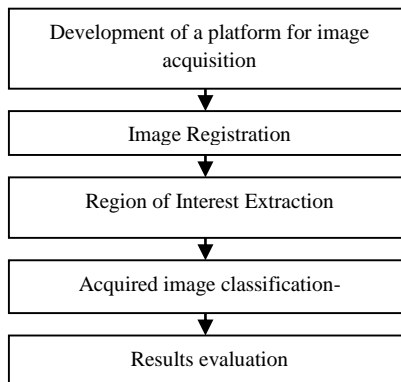 Development of a platform for image
acquisition
Image Registration
Region of Interest Extraction
Acquired image classification-
Results evaluation